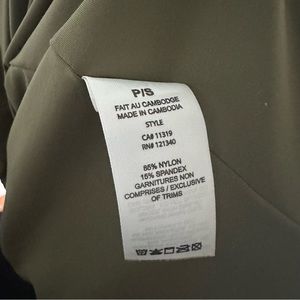 P/S
FAIT AU CAMBODGE
MADE IN CAMBODIA
STYLE
CA# 11319
RN# 121340
85% NYLON
15% SPANDEX
GARNITURES NON
COMPRISES / EXCLUSIVE
OF TRIMS